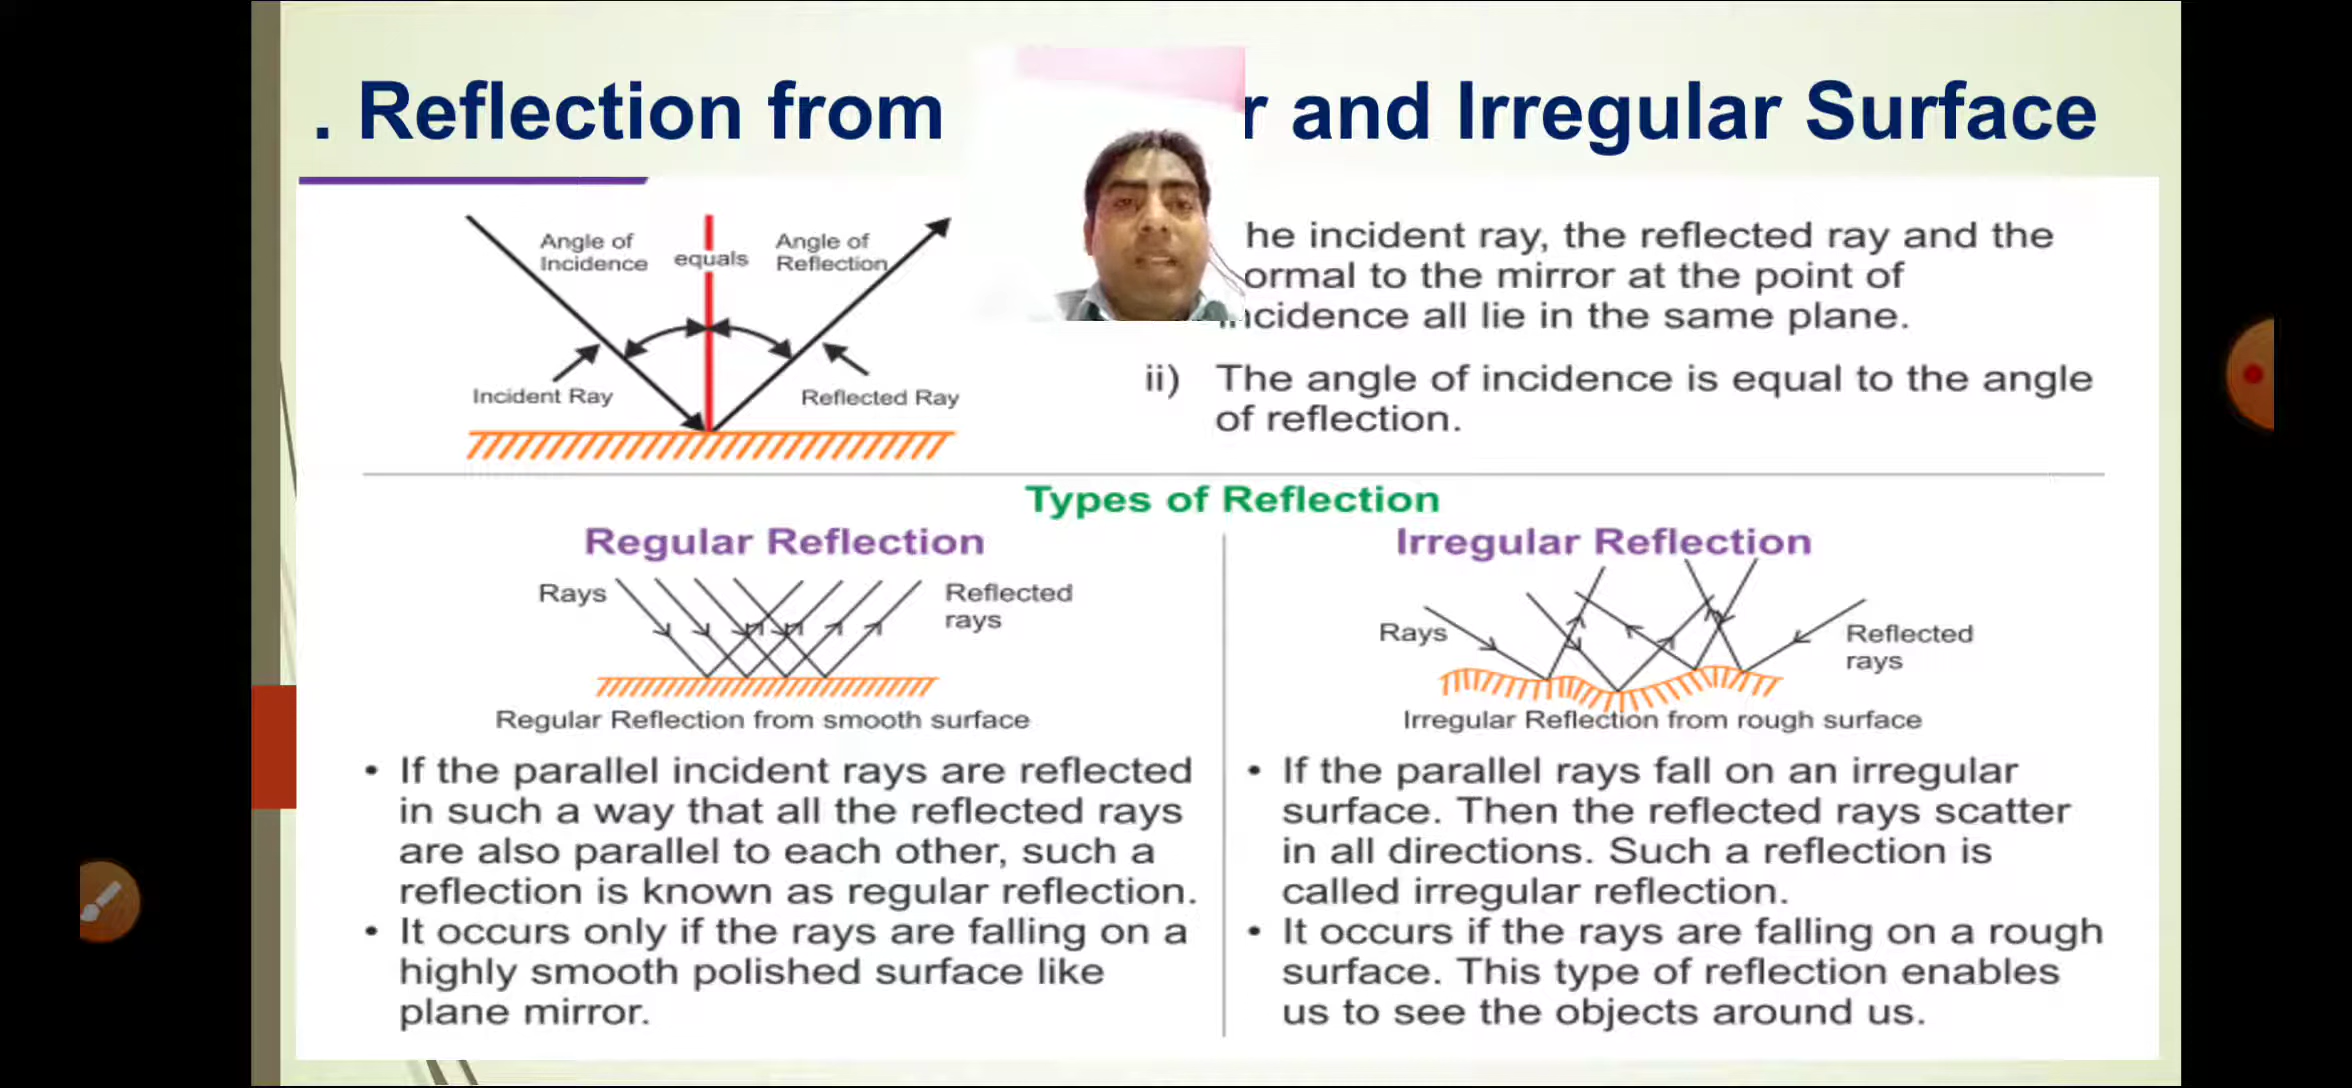 . Reflection from r and Irregular Surface
Angle of Incidence equals Angle of Reflection
Incident Ray
Reflected Ray
he incident ray, the reflected ray and the
ormal to the mirror at the point of
ncidence all lie in the same plane.
ii) The angle of incidence is equal to the angle
of reflection.
Types of Reflection
Regular Reflection
Rays
Reflected
rays
Regular Reflection from smooth surface
• If the parallel incident rays are reflected
in such a way that all the reflected rays
are also parallel to each other, such a
reflection is known as regular reflection.
• It occurs only if the rays are falling on a
highly smooth polished surface like
plane mirror.
Irregular Reflection
Rays
Reflected
rays
Irregular Reflection from rough surface
• If the parallel rays fall on an irregular
surface. Then the reflected rays scatter
in all directions. Such a reflection is
called irregular reflection.
• It occurs if the rays are falling on a rough
surface. This type of reflection enables
us to see the objects around us.